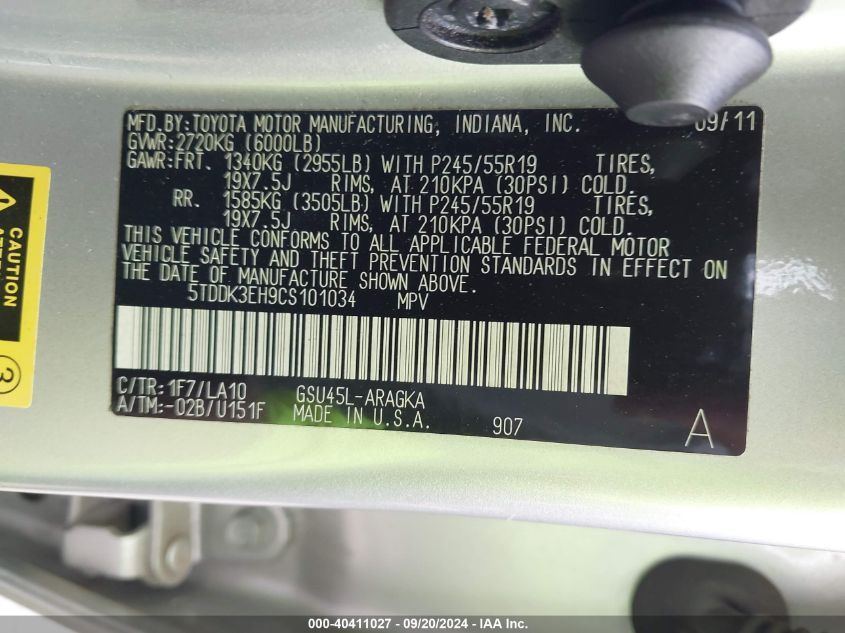 MFD.BY:TOYOTA MOTOR MANUFACTURING, INDIANA, INC. 09/11
GVWR:2720KG (6000LB)
GAWR:FRT. 1340KG (2955LB) WITH P245/55R19 TIRES,
19X7.5J RIMS, AT 210KPA (30PSI) COLD.
RR. 1585KG (3505LB) WITH P245/55R19 TIRES,
19X7.5J RIMS, AT 210KPA (30PSI) COLD.
THIS VEHICLE CONFORMS TO ALL APPLICABLE FEDERAL MOTOR
VEHICLE SAFETY AND THEFT PREVENTION STANDARDS IN EFFECT ON
THE DATE OF MANUFACTURE SHOWN ABOVE.
5TDDK3EH9CS101034 MPV
C/TR:1F7/LA10 GSU45L-ARAGKA
A/TM:-02B/U151F MADE IN U.S.A. 907 A
CAUTION
3
000-40411027 - 09/20/2024 - IAA Inc.